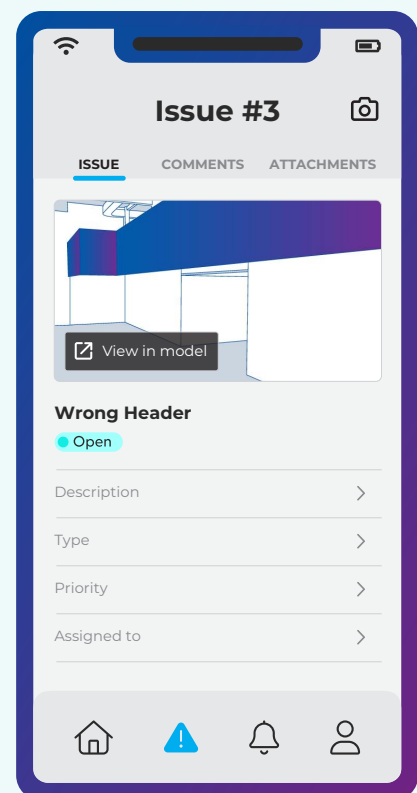 Issue #3
ISSUE COMMENTS ATTACHMENTS
View in model
Wrong Header
Open
Description
Type
Priority
Assigned to